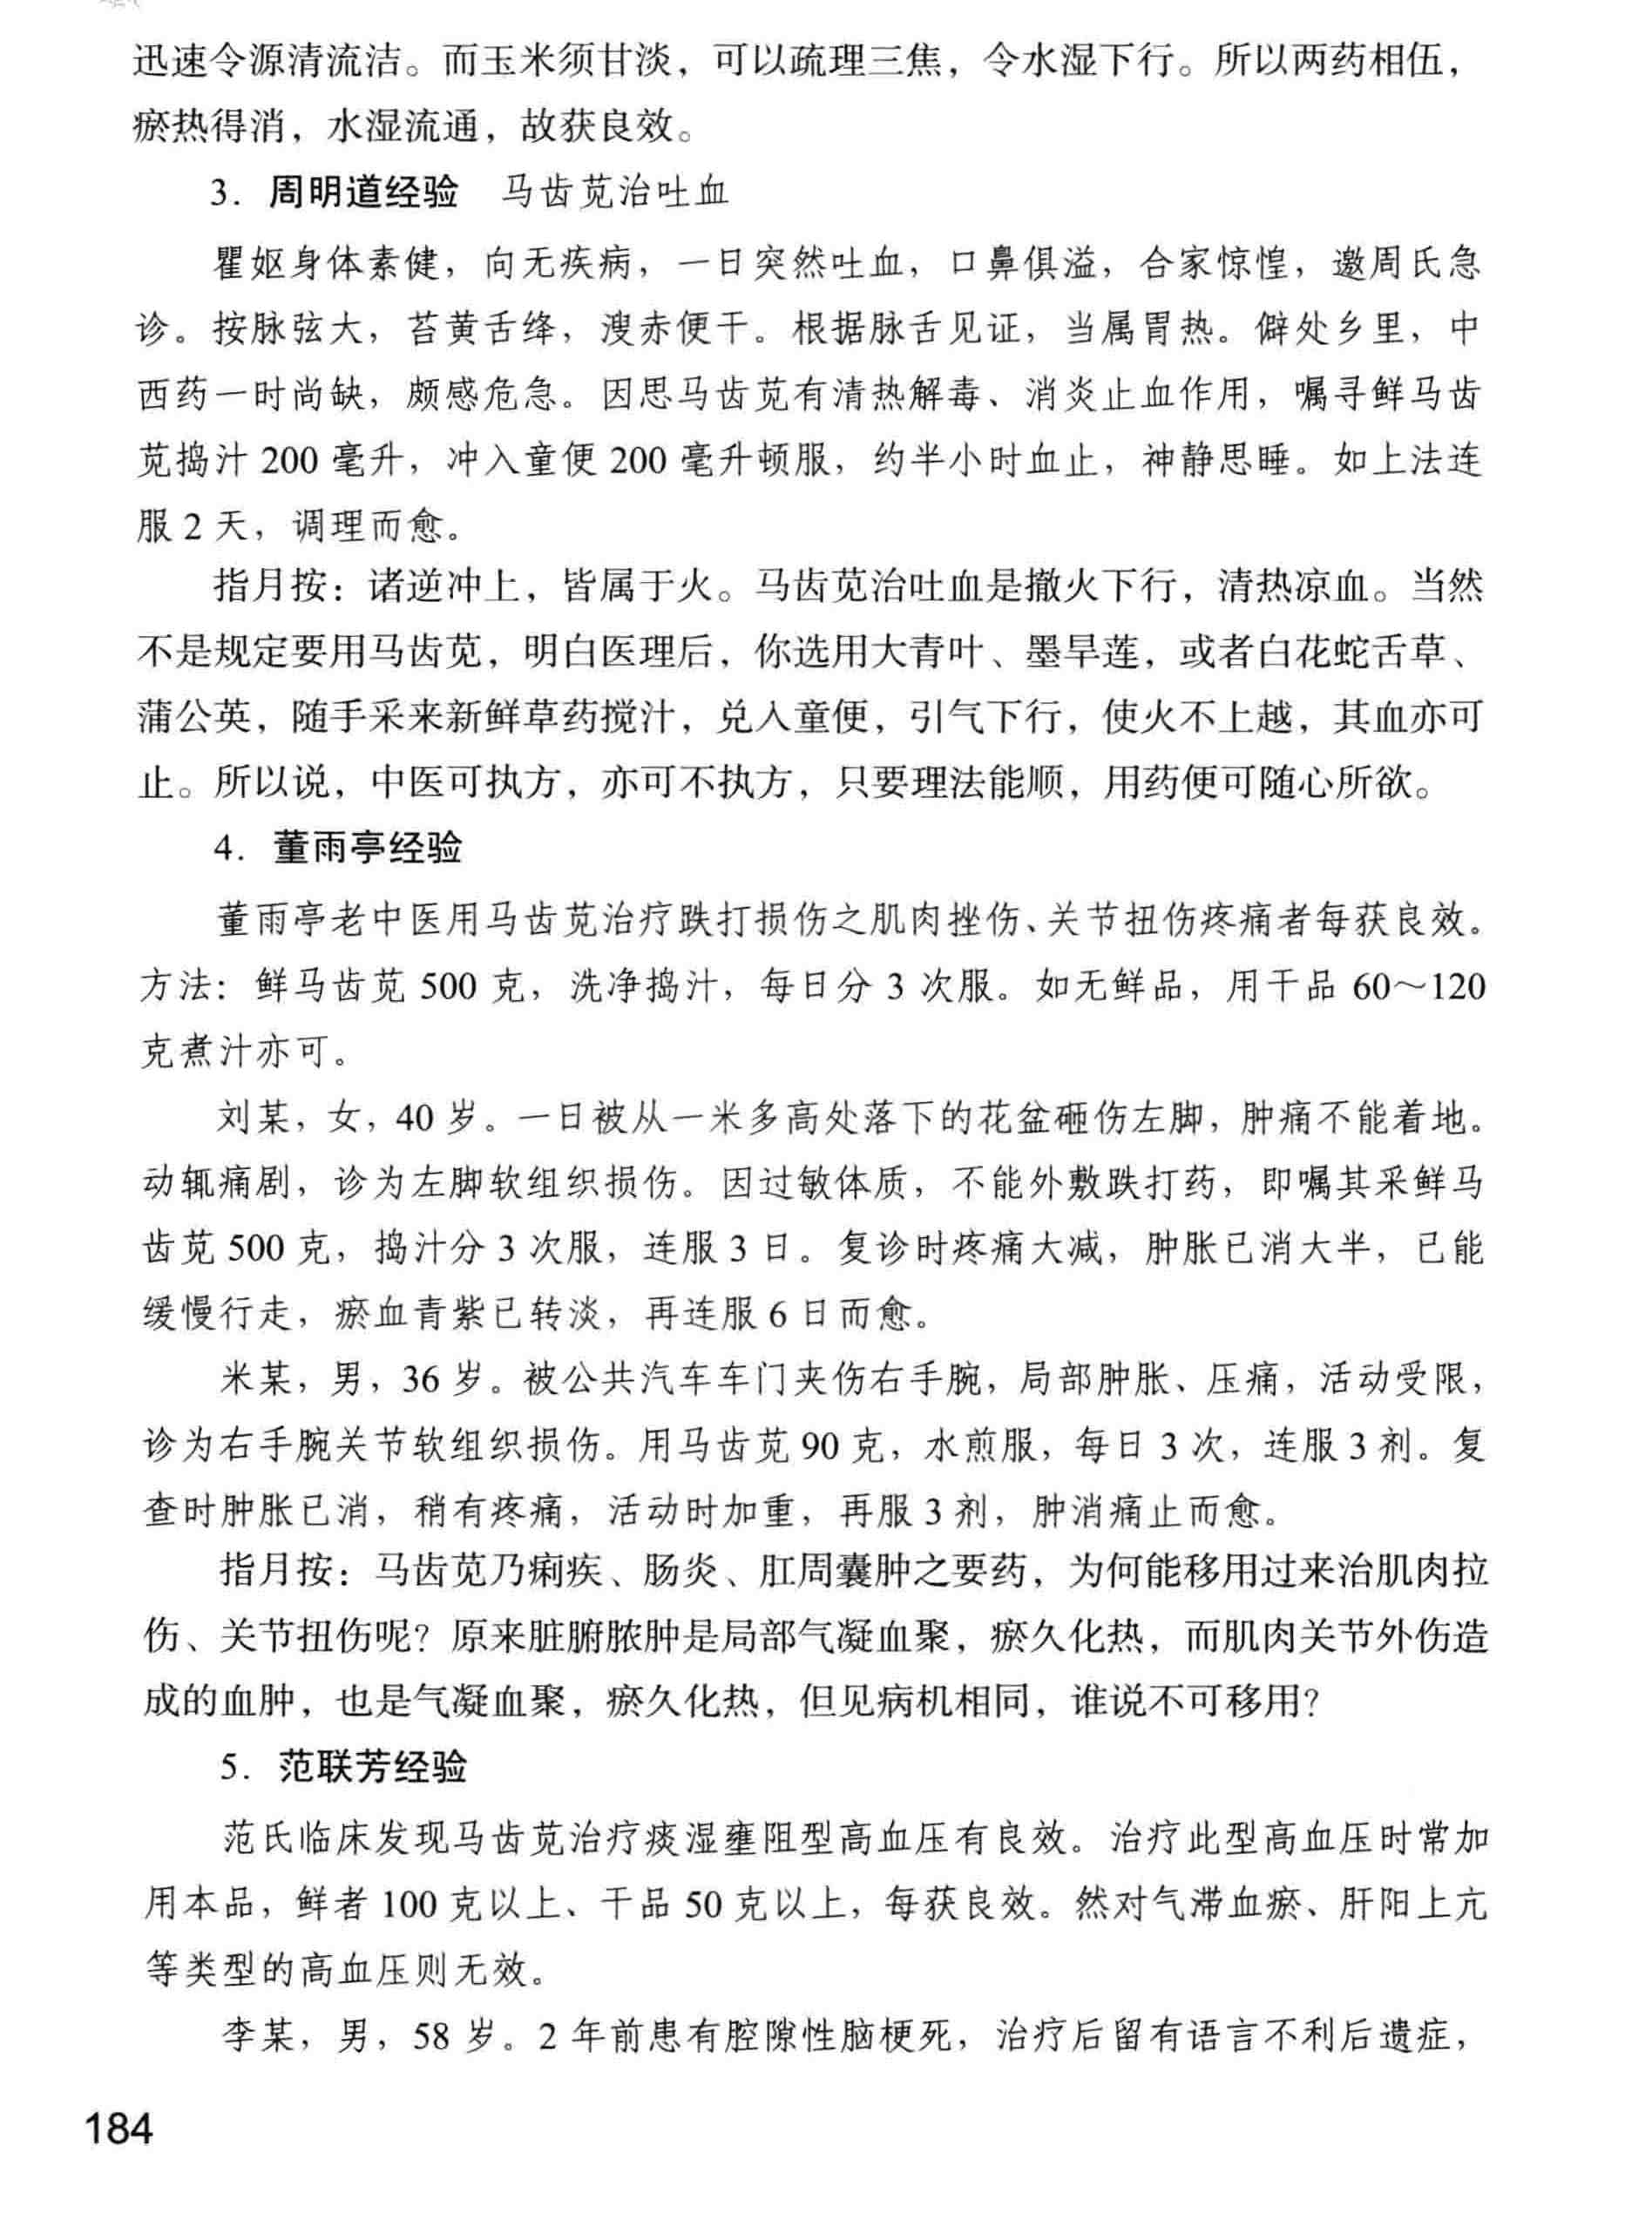 迅速令源清流洁。而玉米须甘淡，可以疏理三焦，令水湿下行。所以两药相伍，
瘀热得消，水湿流通，故获良效。
3．周明道经验　马齿苋治吐血
瞿妪身体素健，向无疾病，一日突然吐血，口鼻俱溢，合家惊惶，邀周氏急
诊。按脉弦大，苔黄舌绛，溲赤便干。根据脉舌见证，当属胃热。僻处乡里，中
西药一时尚缺，颇感危急。因思马齿苋有清热解毒、消炎止血作用，嘱寻鲜马齿
苋捣汁 200 毫升，冲入童便 200 毫升顿服，约半小时血止，神静思睡。如上法连
服 2 天，调理而愈。
指月按：诸逆冲上，皆属于火。马齿苋治吐血是撤火下行，清热凉血。当然
不是规定要用马齿苋，明白医理后，你选用大青叶、墨旱莲，或者白花蛇舌草、
蒲公英，随手采来新鲜草药搅汁，兑入童便，引气下行，使火不上越，其血亦可
止。所以说，中医可执方，亦可不执方，只要理法能顺，用药便可随心所欲。
4．董雨亭经验
董雨亭老中医用马齿苋治疗跌打损伤之肌肉挫伤、关节扭伤疼痛者每获良效。
方法：鲜马齿苋 500 克，洗净捣汁，每日分 3 次服。如无鲜品，用干品 60～120
克煮汁亦可。
刘某，女，40 岁。一日被从一米多高处落下的花盆砸伤左脚，肿痛不能着地。
动辄痛剧，诊为左脚软组织损伤。因过敏体质，不能外敷跌打药，即嘱其采鲜马
齿苋 500 克，捣汁分 3 次服，连服 3 日。复诊时疼痛大减，肿胀已消大半，已能
缓慢行走，瘀血青紫已转淡，再连服 6 日而愈。
米某，男，36 岁。被公共汽车车门夹伤右手腕，局部肿胀、压痛，活动受限，
诊为右手腕关节软组织损伤。用马齿苋 90 克，水煎服，每日 3 次，连服 3 剂。复
查时肿胀已消，稍有疼痛，活动时加重，再服 3 剂，肿消痛止而愈。
指月按：马齿苋乃痢疾、肠炎、肛周囊肿之要药，为何能移用过来治肌肉拉
伤、关节扭伤呢？原来脏腑脓肿是局部气凝血聚，瘀久化热，而肌肉关节外伤造
成的血肿，也是气凝血聚，瘀久化热，但见病机相同，谁说不可移用？
5．范联芳经验
范氏临床发现马齿苋治疗痰湿壅阻型高血压有良效。治疗此型高血压时常加
用本品，鲜者 100 克以上、干品 50 克以上，每获良效。然对气滞血瘀、肝阳上亢
等类型的高血压则无效。
李某，男，58 岁。2 年前患有腔隙性脑梗死，治疗后留有语言不利后遗症，
184